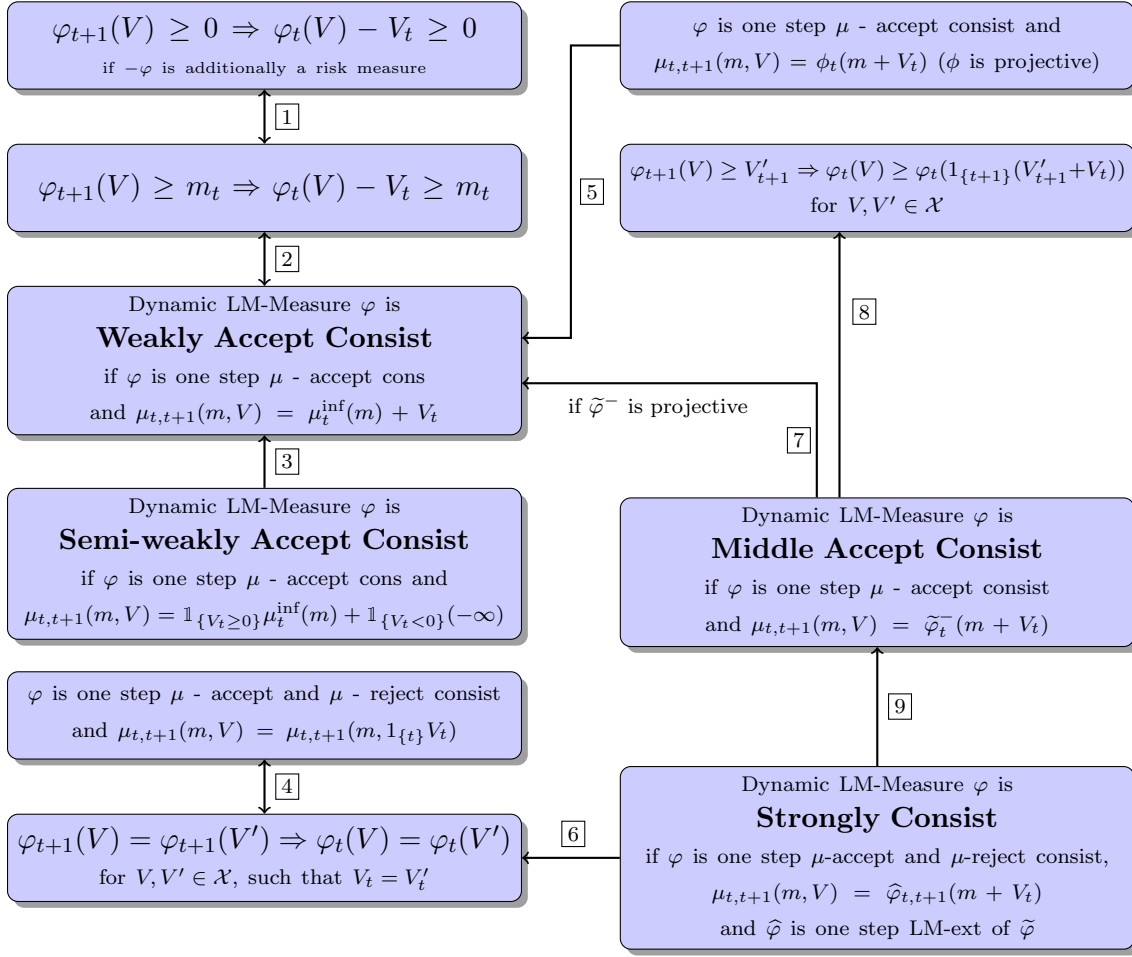 φ_{t+1}(V) ≥ 0 ⇒ φ_t(V) − V_t ≥ 0
if −φ is additionally a risk measure
1
φ_{t+1}(V) ≥ m_t ⇒ φ_t(V) − V_t ≥ m_t
2
Dynamic LM-Measure φ is
Weakly Accept Consist
if φ is one step μ - accept cons
and μ_{t,t+1}(m, V) = μ_t^{inf}(m) + V_t
3
Dynamic LM-Measure φ is
Semi-weakly Accept Consist
if φ is one step μ - accept cons and
μ_{t,t+1}(m, V) = 𝟙_{{V_t≥0}}μ_t^{inf}(m) + 𝟙_{{V_t<0}}(−∞)
φ is one step μ - accept and μ - reject consist
and μ_{t,t+1}(m, V) = μ_{t,t+1}(m, 1_{{t}}V_t)
4
φ_{t+1}(V) = φ_{t+1}(V′) ⇒ φ_t(V) = φ_t(V′)
for V, V′ ∈ 𝒳, such that V_t = V′_t
φ is one step μ - accept consist and
μ_{t,t+1}(m, V) = ϕ_t(m + V_t) (ϕ is projective)
5
φ_{t+1}(V) ≥ V′_{t+1} ⇒ φ_t(V) ≥ φ_t(1_{{t+1}}(V′_{t+1}+V_t))
for V, V′ ∈ 𝒳
8
if φ̃⁻ is projective
7
Dynamic LM-Measure φ is
Middle Accept Consist
if φ is one step μ - accept consist
and μ_{t,t+1}(m, V) = φ̃_t^−(m + V_t)
9
Dynamic LM-Measure φ is
Strongly Consist
if φ is one step μ-accept and μ-reject consist,
μ_{t,t+1}(m, V) = φ̂_{t,t+1}(m + V_t)
and φ̂ is one step LM-ext of φ̃
6